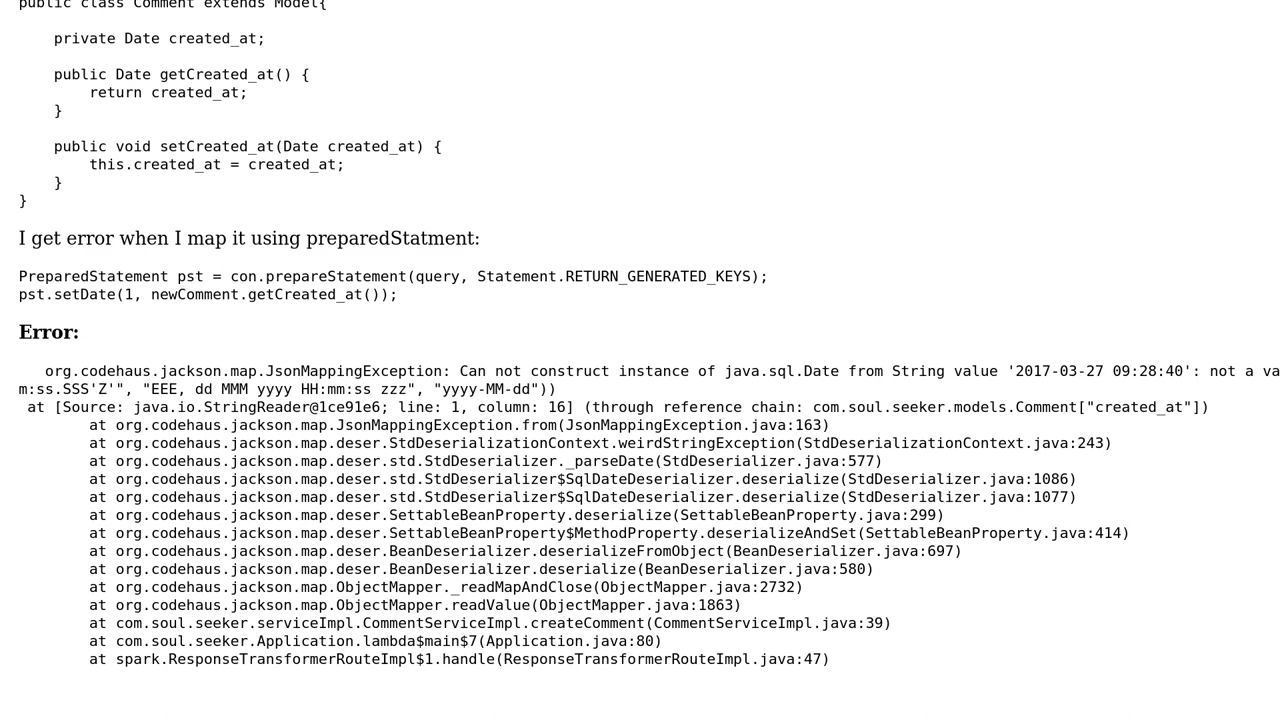 public class Comment extends Model{
    private Date created_at;
    public Date getCreated_at() {
        return created_at;
    }
    public void setCreated_at(Date created_at) {
        this.created_at = created_at;
    }
}
I get error when I map it using preparedStatment:
PreparedStatement pst = con.prepareStatement(query, Statement.RETURN_GENERATED_KEYS);
pst.setDate(1, newComment.getCreated_at());
Error:
   org.codehaus.jackson.map.JsonMappingException: Can not construct instance of java.sql.Date from String value '2017-03-27 09:28:40': not a va
m:ss.SSS'Z'", "EEE, dd MMM yyyy HH:mm:ss zzz", "yyyy-MM-dd"))
 at [Source: java.io.StringReader@1ce91e6; line: 1, column: 16] (through reference chain: com.soul.seeker.models.Comment["created_at"])
        at org.codehaus.jackson.map.JsonMappingException.from(JsonMappingException.java:163)
        at org.codehaus.jackson.map.deser.StdDeserializationContext.weirdStringException(StdDeserializationContext.java:243)
        at org.codehaus.jackson.map.deser.std.StdDeserializer._parseDate(StdDeserializer.java:577)
        at org.codehaus.jackson.map.deser.std.StdDeserializer$SqlDateDeserializer.deserialize(StdDeserializer.java:1086)
        at org.codehaus.jackson.map.deser.std.StdDeserializer$SqlDateDeserializer.deserialize(StdDeserializer.java:1077)
        at org.codehaus.jackson.map.deser.SettableBeanProperty.deserialize(SettableBeanProperty.java:299)
        at org.codehaus.jackson.map.deser.SettableBeanProperty$MethodProperty.deserializeAndSet(SettableBeanProperty.java:414)
        at org.codehaus.jackson.map.deser.BeanDeserializer.deserializeFromObject(BeanDeserializer.java:697)
        at org.codehaus.jackson.map.deser.BeanDeserializer.deserialize(BeanDeserializer.java:580)
        at org.codehaus.jackson.map.ObjectMapper._readMapAndClose(ObjectMapper.java:2732)
        at org.codehaus.jackson.map.ObjectMapper.readValue(ObjectMapper.java:1863)
        at com.soul.seeker.serviceImpl.CommentServiceImpl.createComment(CommentServiceImpl.java:39)
        at com.soul.seeker.Application.lambda$main$7(Application.java:80)
        at spark.ResponseTransformerRouteImpl$1.handle(ResponseTransformerRouteImpl.java:47)